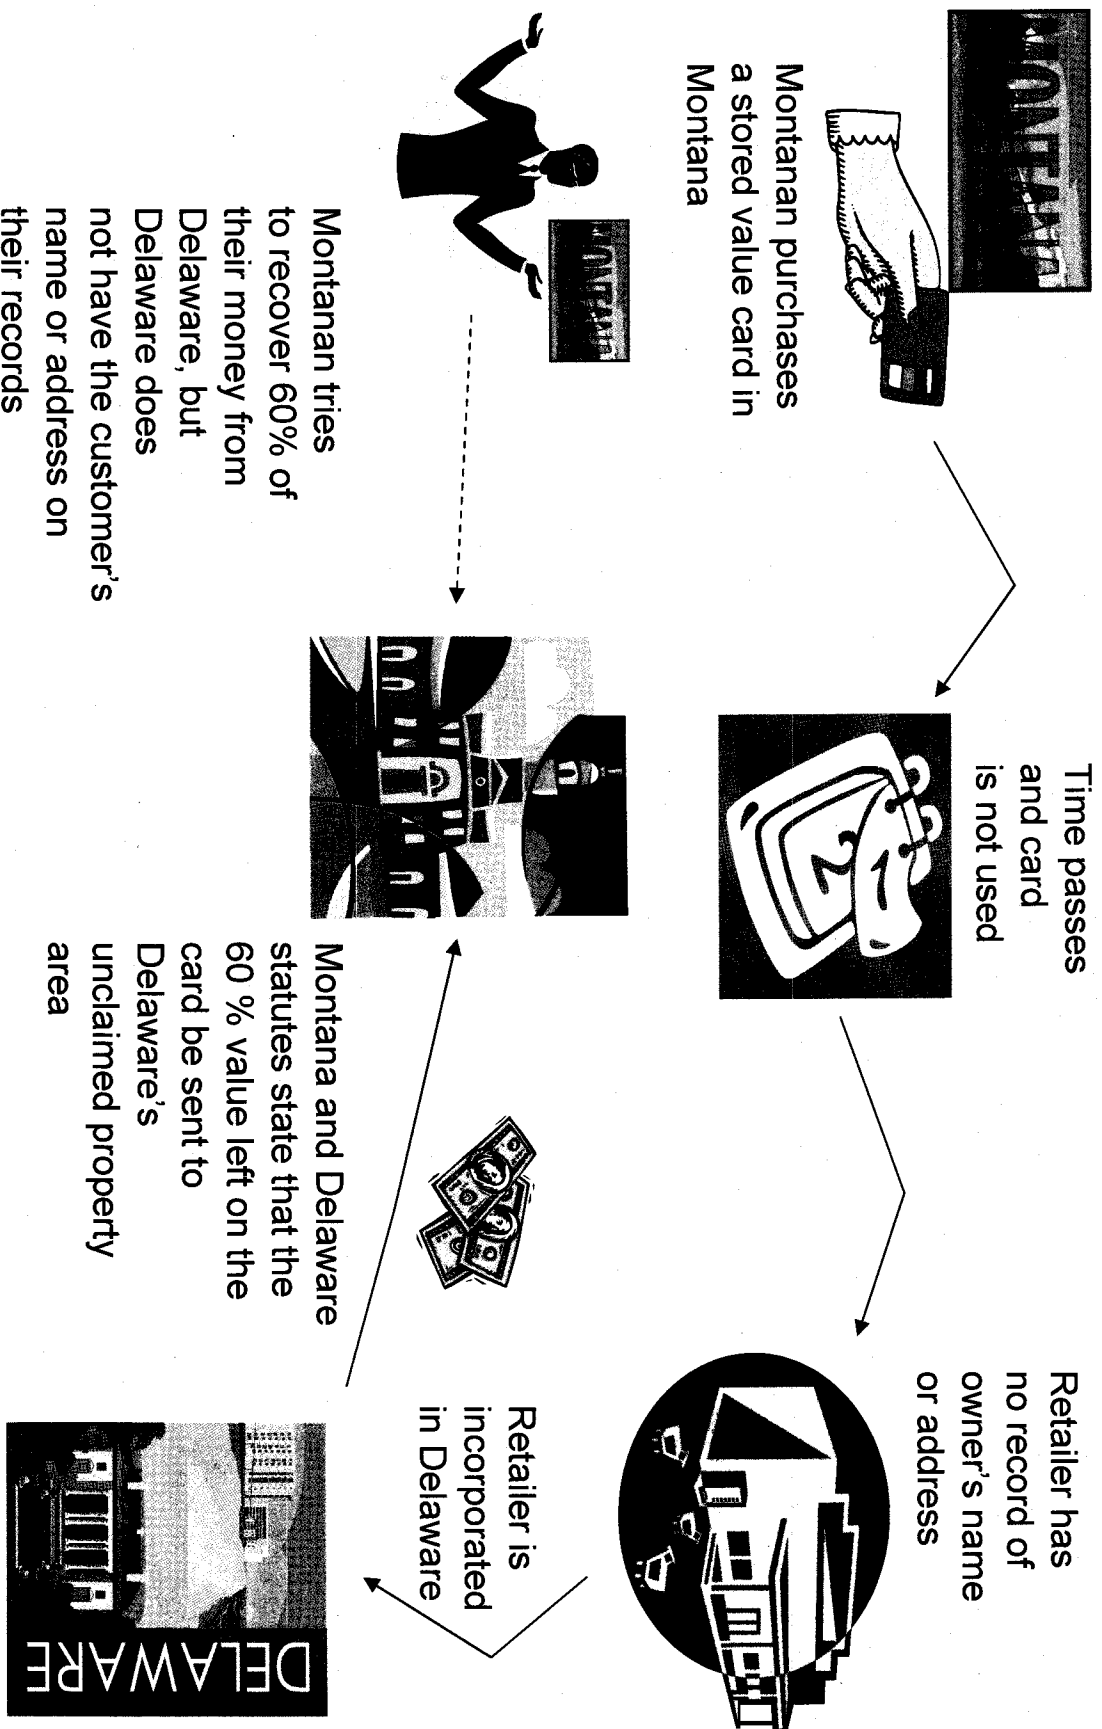 MONTANA
Montanan purchases
a stored value card in
Montana
Time passes
and card
is not used
1
2
Retailer has
no record of
owner's name
or address
Retailer is
incorporated
in Delaware
DELAWARE
Montana and Delaware
statutes state that the
60 % value left on the
card be sent to
Delaware's
unclaimed property
area
MONTANA
Montanan tries
to recover 60% of
their money from
Delaware, but
Delaware does
not have the customer's
name or address on
their records